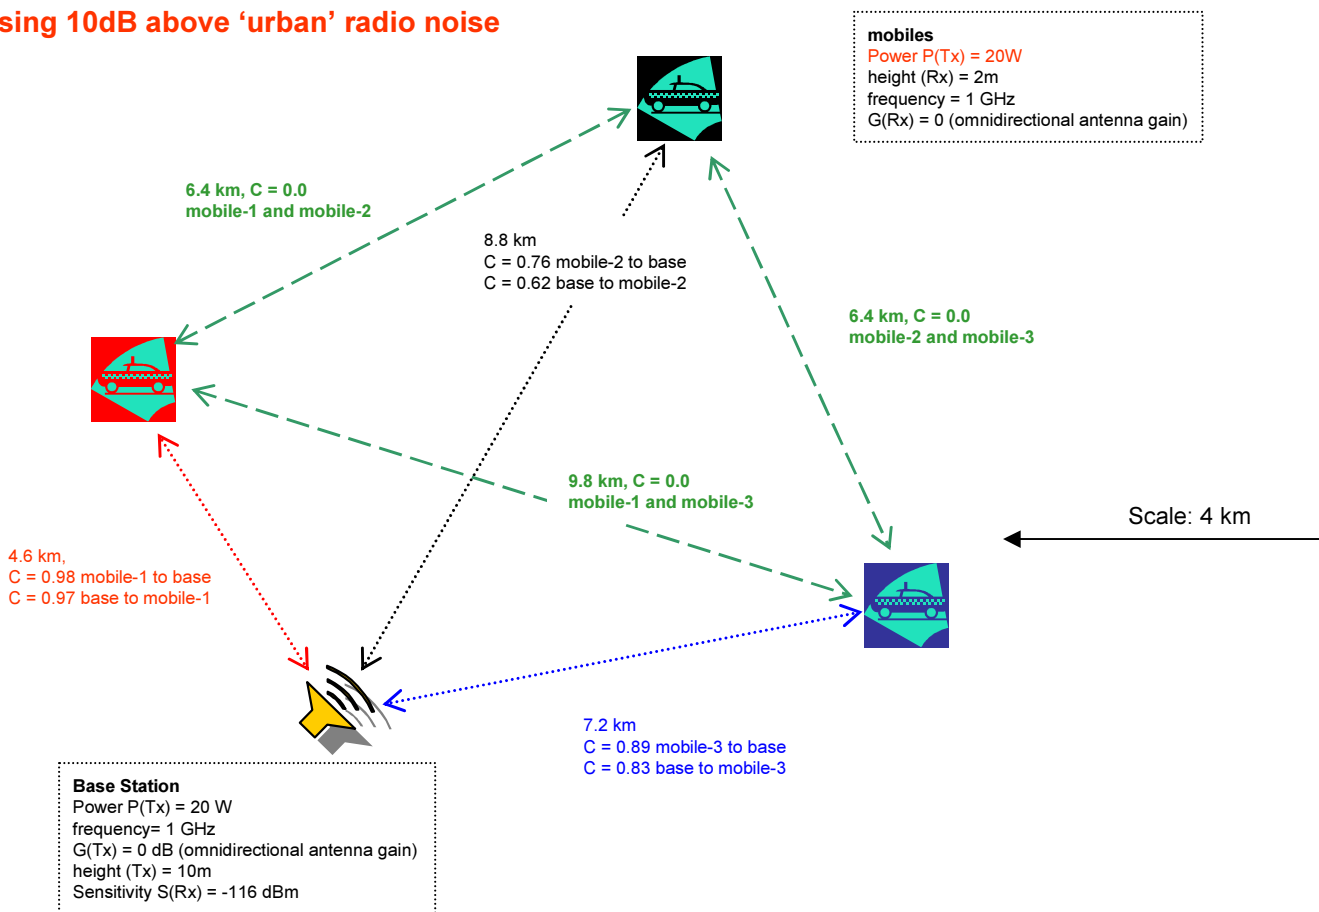 sing 10dB above ‘urban’ radio noise
mobiles
Power P(Tx) = 20W
height (Rx) = 2m
frequency = 1 GHz
G(Rx) = 0 (omnidirectional antenna gain)
6.4 km, C = 0.0
mobile-1 and mobile-2
8.8 km
C = 0.76 mobile-2 to base
C = 0.62 base to mobile-2
6.4 km, C = 0.0
mobile-2 and mobile-3
9.8 km, C = 0.0
mobile-1 and mobile-3
Scale: 4 km
4.6 km,
C = 0.98 mobile-1 to base
C = 0.97 base to mobile-1
7.2 km
C = 0.89 mobile-3 to base
C = 0.83 base to mobile-3
Base Station
Power P(Tx) = 20 W
frequency= 1 GHz
G(Tx) = 0 dB (omnidirectional antenna gain)
height (Tx) = 10m
Sensitivity S(Rx) = -116 dBm